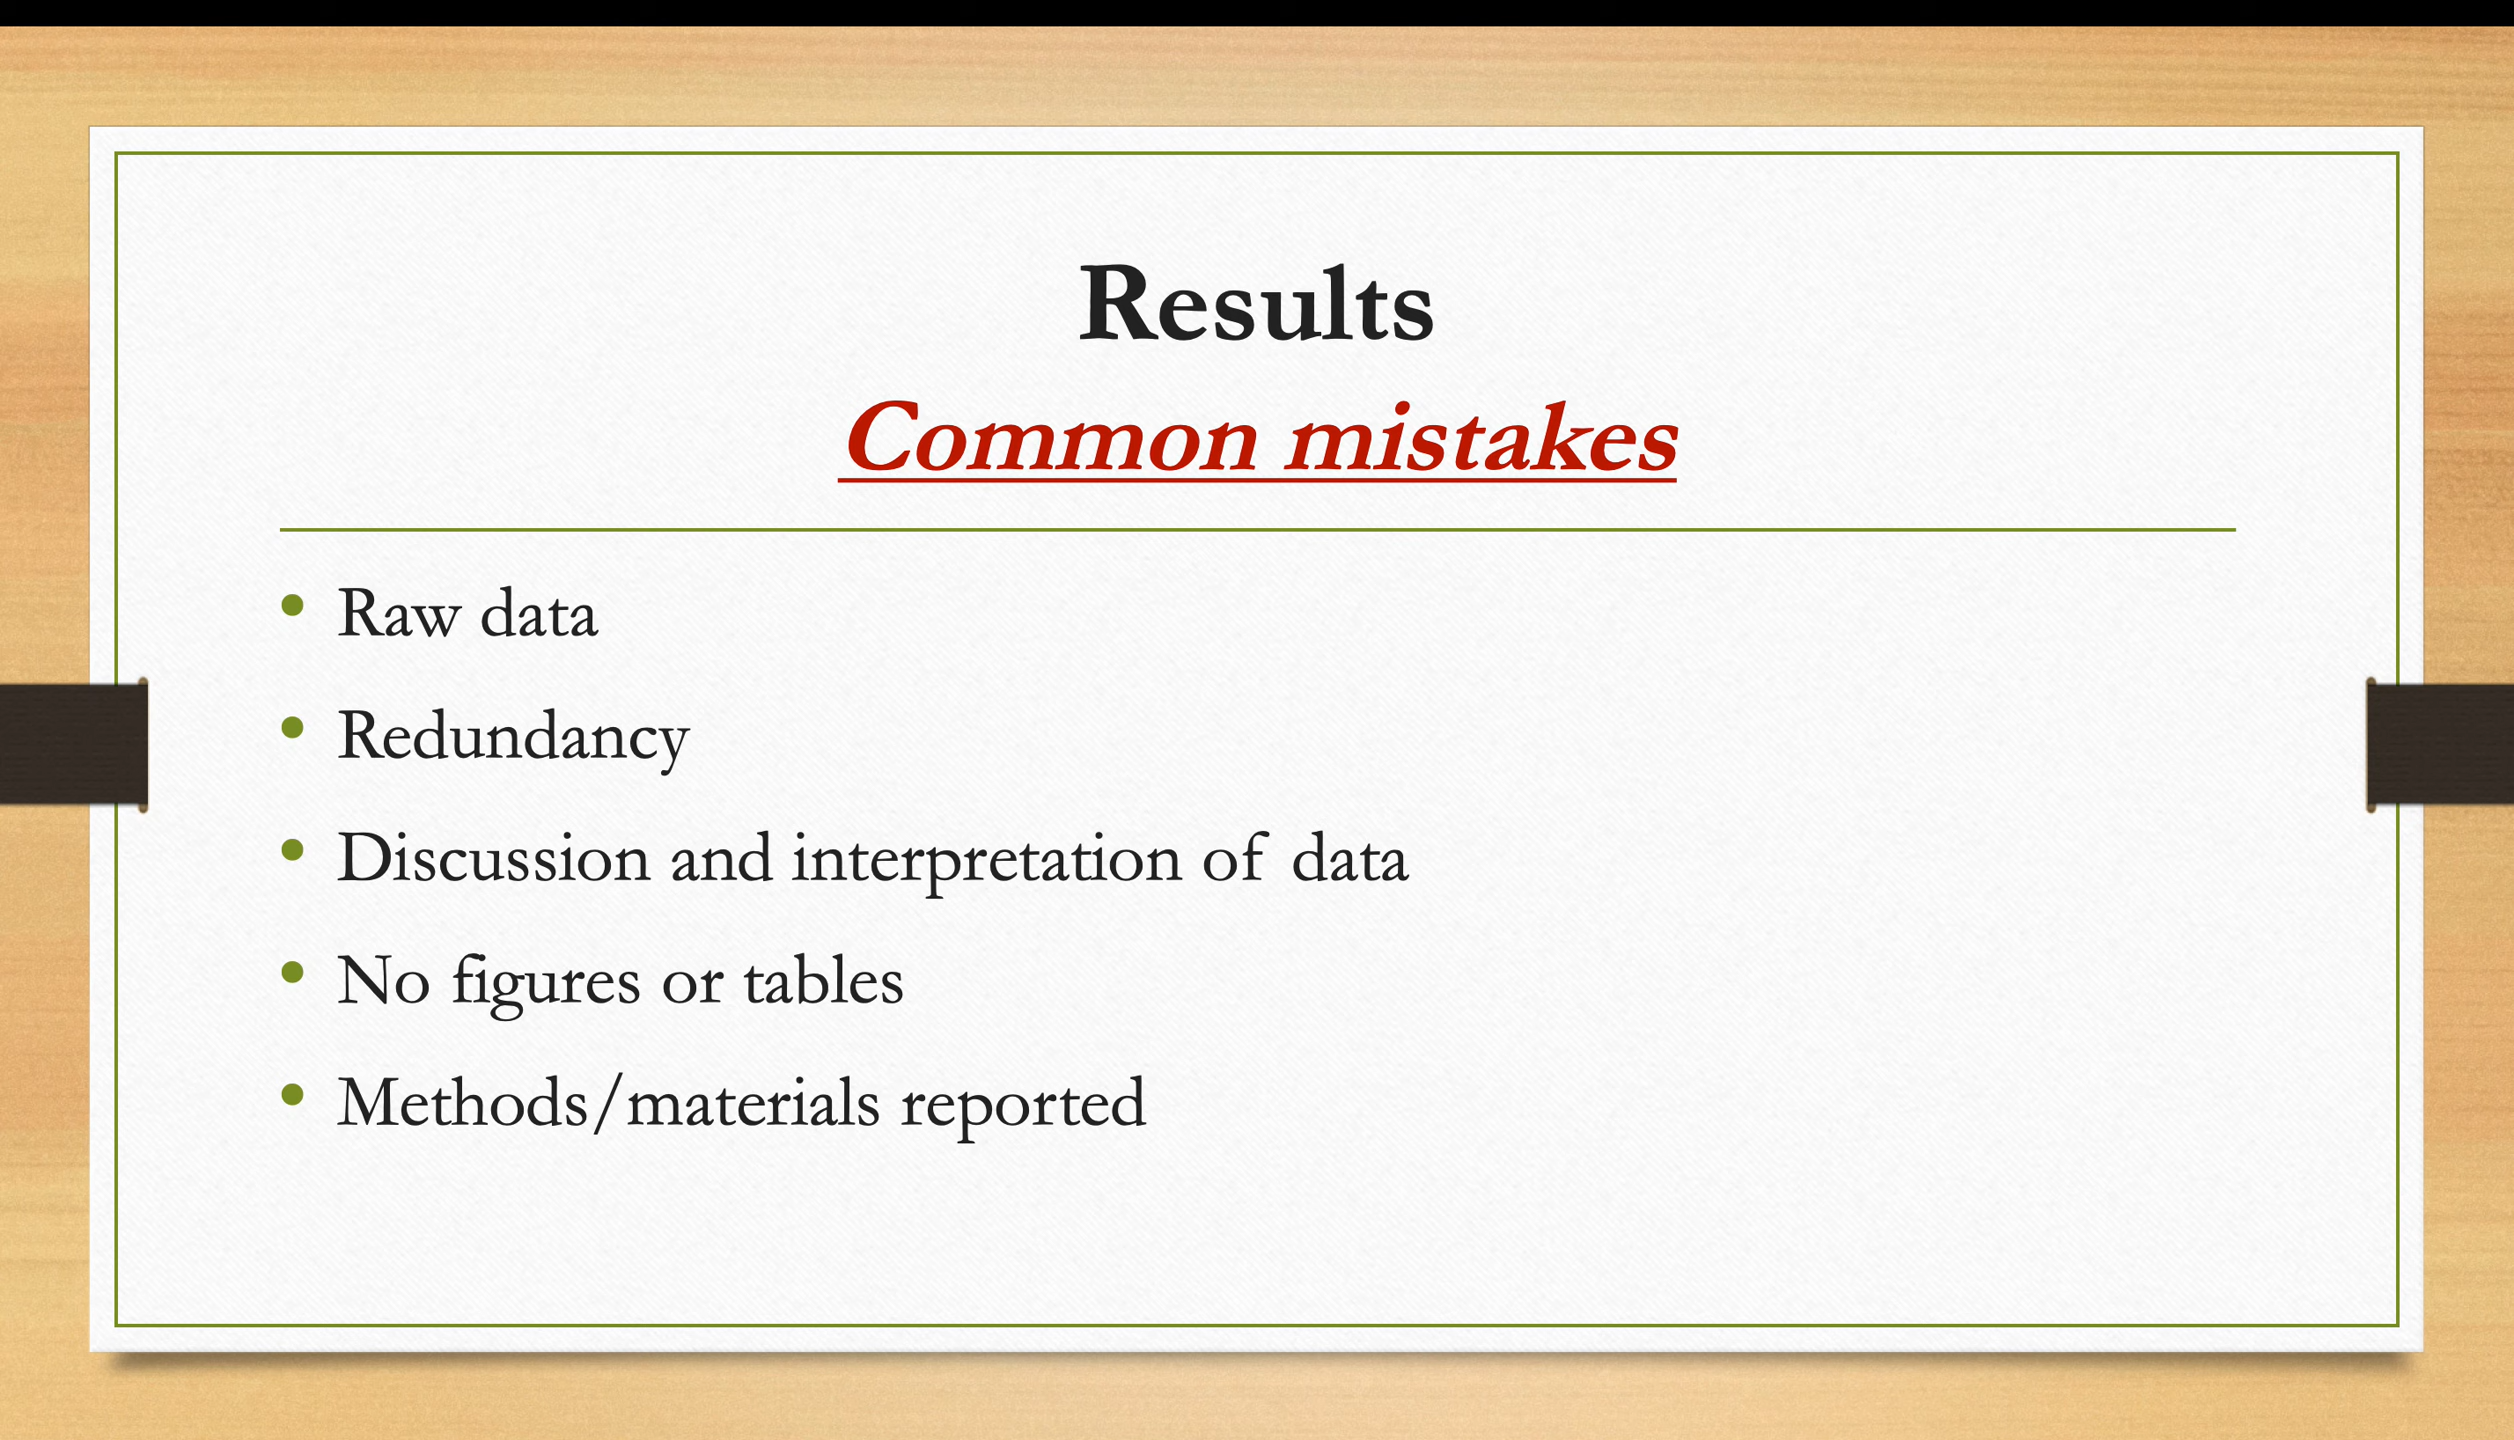 Results
Common mistakes
• Raw data
• Redundancy
• Discussion and interpretation of data
• No figures or tables
• Methods/materials reported